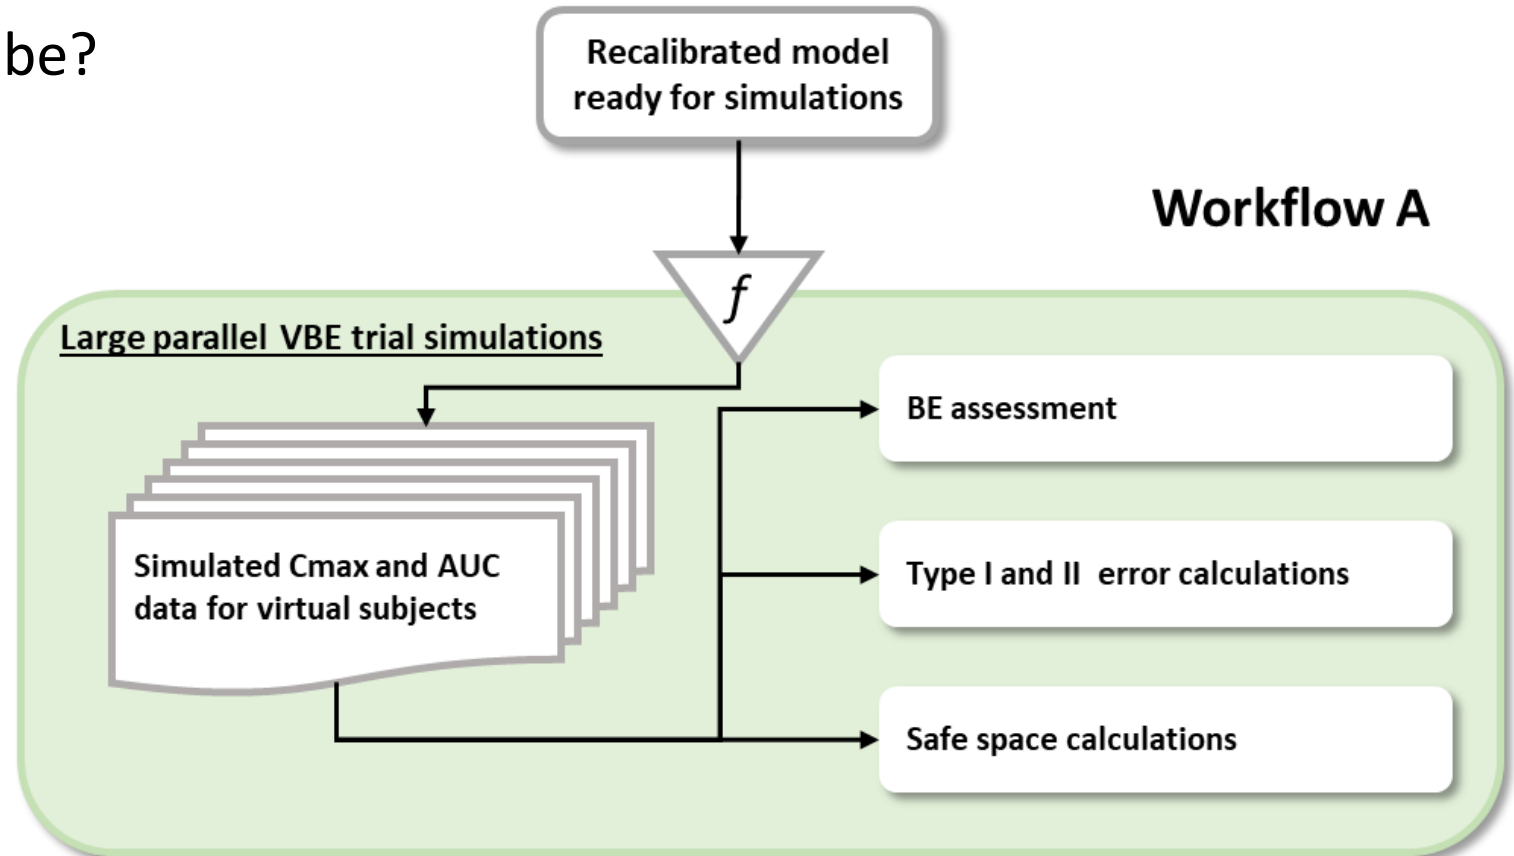 be?
Recalibrated model
ready for simulations
Workflow A
f
Large parallel VBE trial simulations
BE assessment
Simulated Cmax and AUC
data for virtual subjects
Type I and II error calculations
Safe space calculations